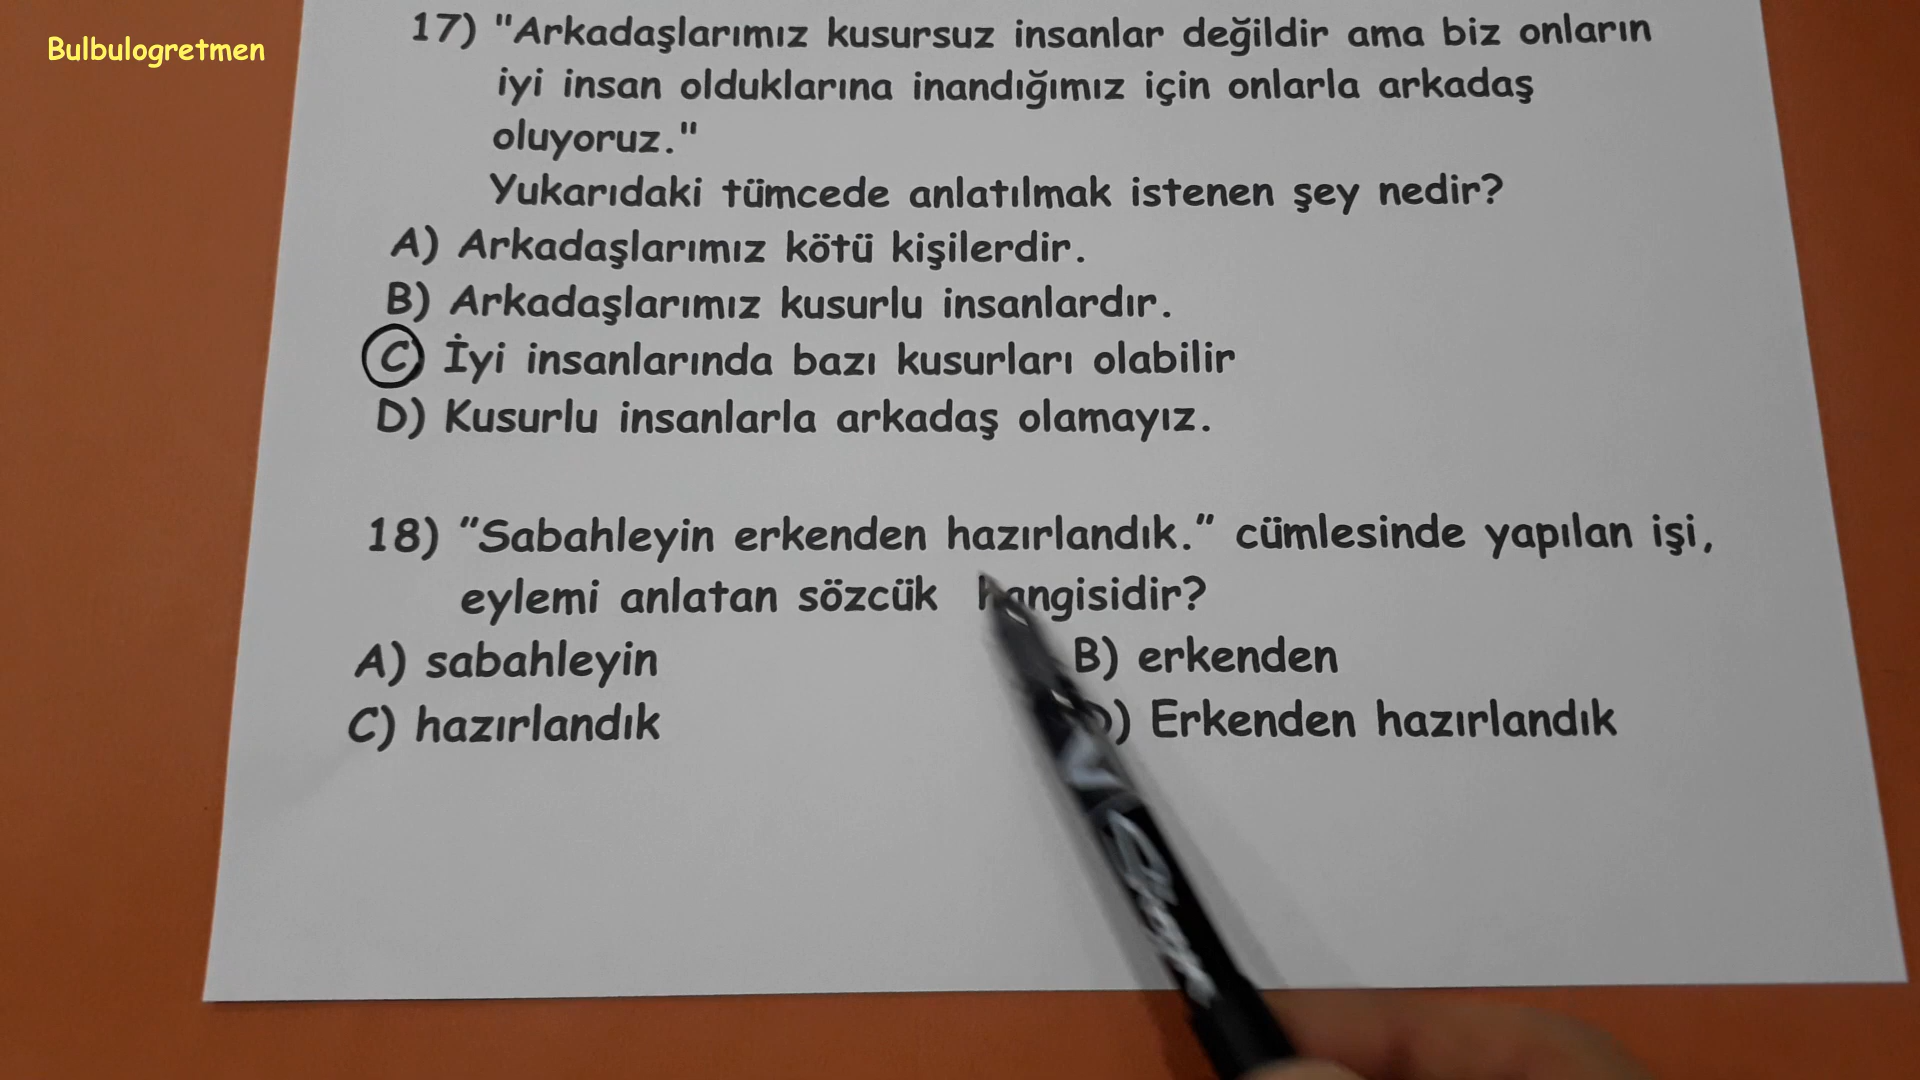 Bulbulogretmen
17) "Arkadaşlarımız kusursuz insanlar değildir ama biz onların
iyi insan olduklarına inandığımız için onlarla arkadaş
oluyoruz."
Yukarıdaki tümcede anlatılmak istenen şey nedir?
A) Arkadaşlarımız kötü kişilerdir.
B) Arkadaşlarımız kusurlu insanlardır.
C) İyi insanlarında bazı kusurları olabilir
D) Kusurlu insanlarla arkadaş olamayız.
18) "Sabahleyin erkenden hazırlandık." cümlesinde yapılan işi,
eylemi anlatan sözcük hangisidir?
A) sabahleyin B) erkenden
C) hazırlandık D) Erkenden hazırlandık